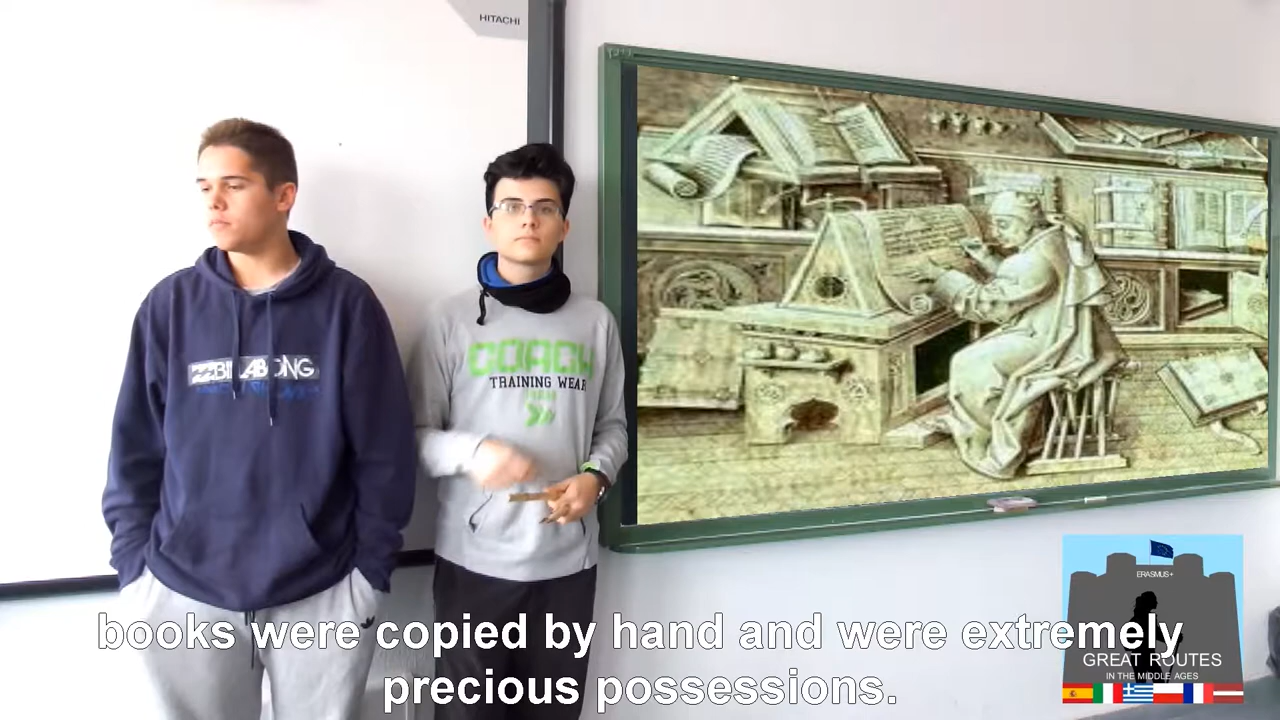 HITACHI
BILLABONG
COACH
TRAINING WEAR
ERASMUS+
GREAT ROUTES
IN THE MIDDLE AGES
books were copied by hand and were extremely
precious possessions.